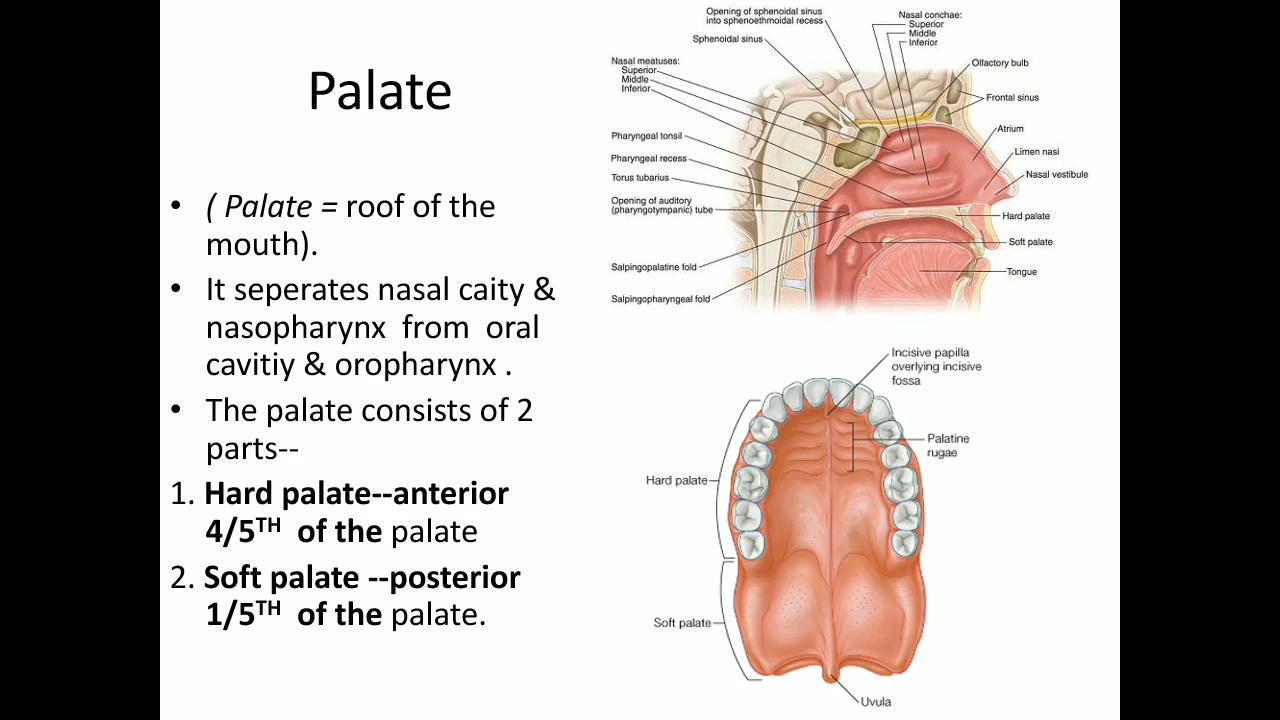 Palate
• ( Palate = roof of the
mouth).
• It seperates nasal caity &
nasopharynx from oral
cavitiy & oropharynx .
• The palate consists of 2
parts--
1. Hard palate--anterior
4/5TH of the palate
2. Soft palate --posterior
1/5TH of the palate.
Opening of sphenoidal sinus
into sphenoethmoidal recess
Sphenoidal sinus
Nasal meatuses:
Superior
Middle
Inferior
Pharyngeal tonsil
Pharyngeal recess
Torus tubarius
Opening of auditory
(pharyngotympanic) tube
Salpingopalatine fold
Salpingopharyngeal fold
Nasal conchae:
Superior
Middle
Inferior
Olfactory bulb
Frontal sinus
Atrium
Limen nasi
Nasal vestibule
Hard palate
Soft palate
Tongue
Incisive papilla
overlying incisive
fossa
Palatine
rugae
Hard palate
Soft palate
Uvula